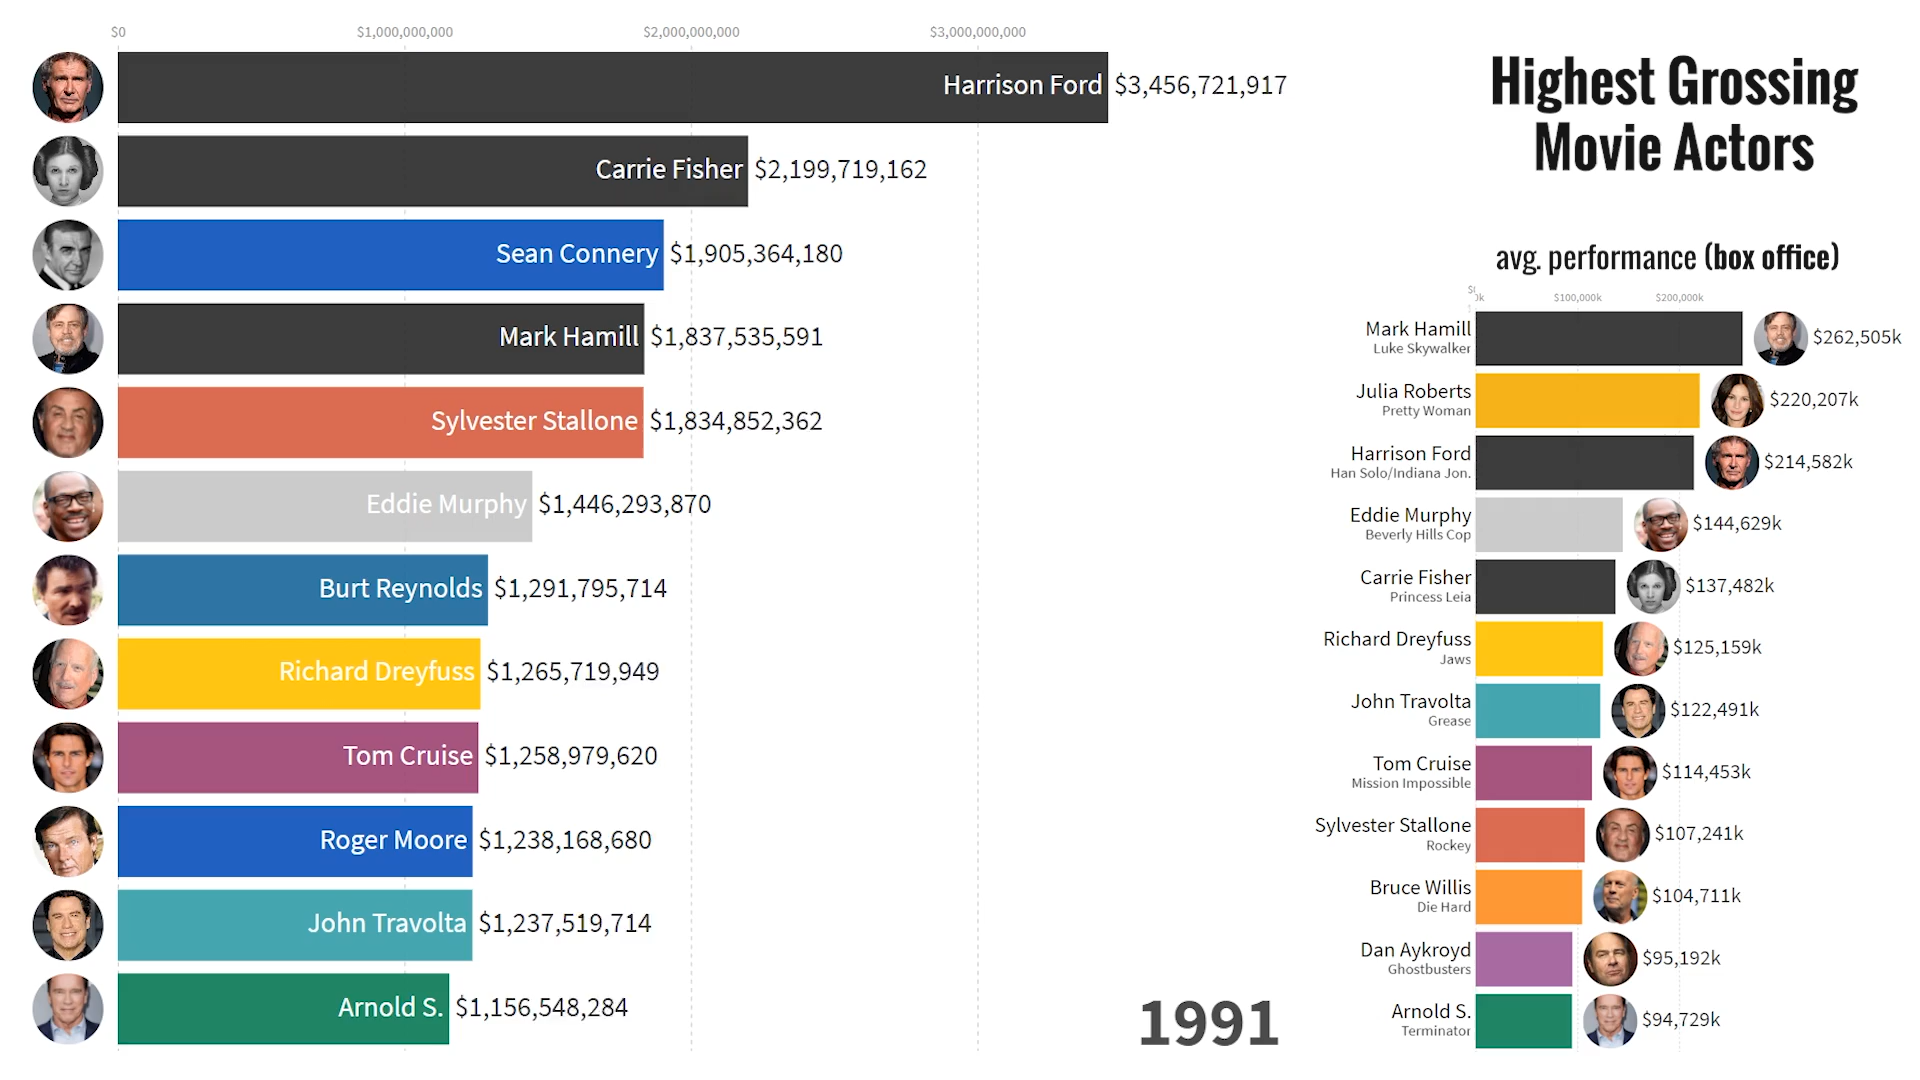 $0 $1,000,000,000 $2,000,000,000 $3,000,000,000
Harrison Ford $3,456,721,917
Carrie Fisher $2,199,719,162
Sean Connery $1,905,364,180
Mark Hamill $1,837,535,591
Sylvester Stallone $1,834,852,362
Eddie Murphy $1,446,293,870
Burt Reynolds $1,291,795,714
Richard Dreyfuss $1,265,719,949
Tom Cruise $1,258,979,620
Roger Moore $1,238,168,680
John Travolta $1,237,519,714
Arnold S. $1,156,548,284
1991
Highest Grossing
Movie Actors
avg. performance (box office)
$100,000k $200,000k
Mark Hamill
Luke Skywalker
$262,505k
Julia Roberts
Pretty Woman
$220,207k
Harrison Ford
Han Solo/Indiana Jon.
$214,582k
Eddie Murphy
Beverly Hills Cop
$144,629k
Carrie Fisher
Princess Leia
$137,482k
Richard Dreyfuss
Jaws
$125,159k
John Travolta
Grease
$122,491k
Tom Cruise
Mission Impossible
$114,453k
Sylvester Stallone
Rockey
$107,241k
Bruce Willis
Die Hard
$104,711k
Dan Aykroyd
Ghostbusters
$95,192k
Arnold S.
Terminator
$94,729k